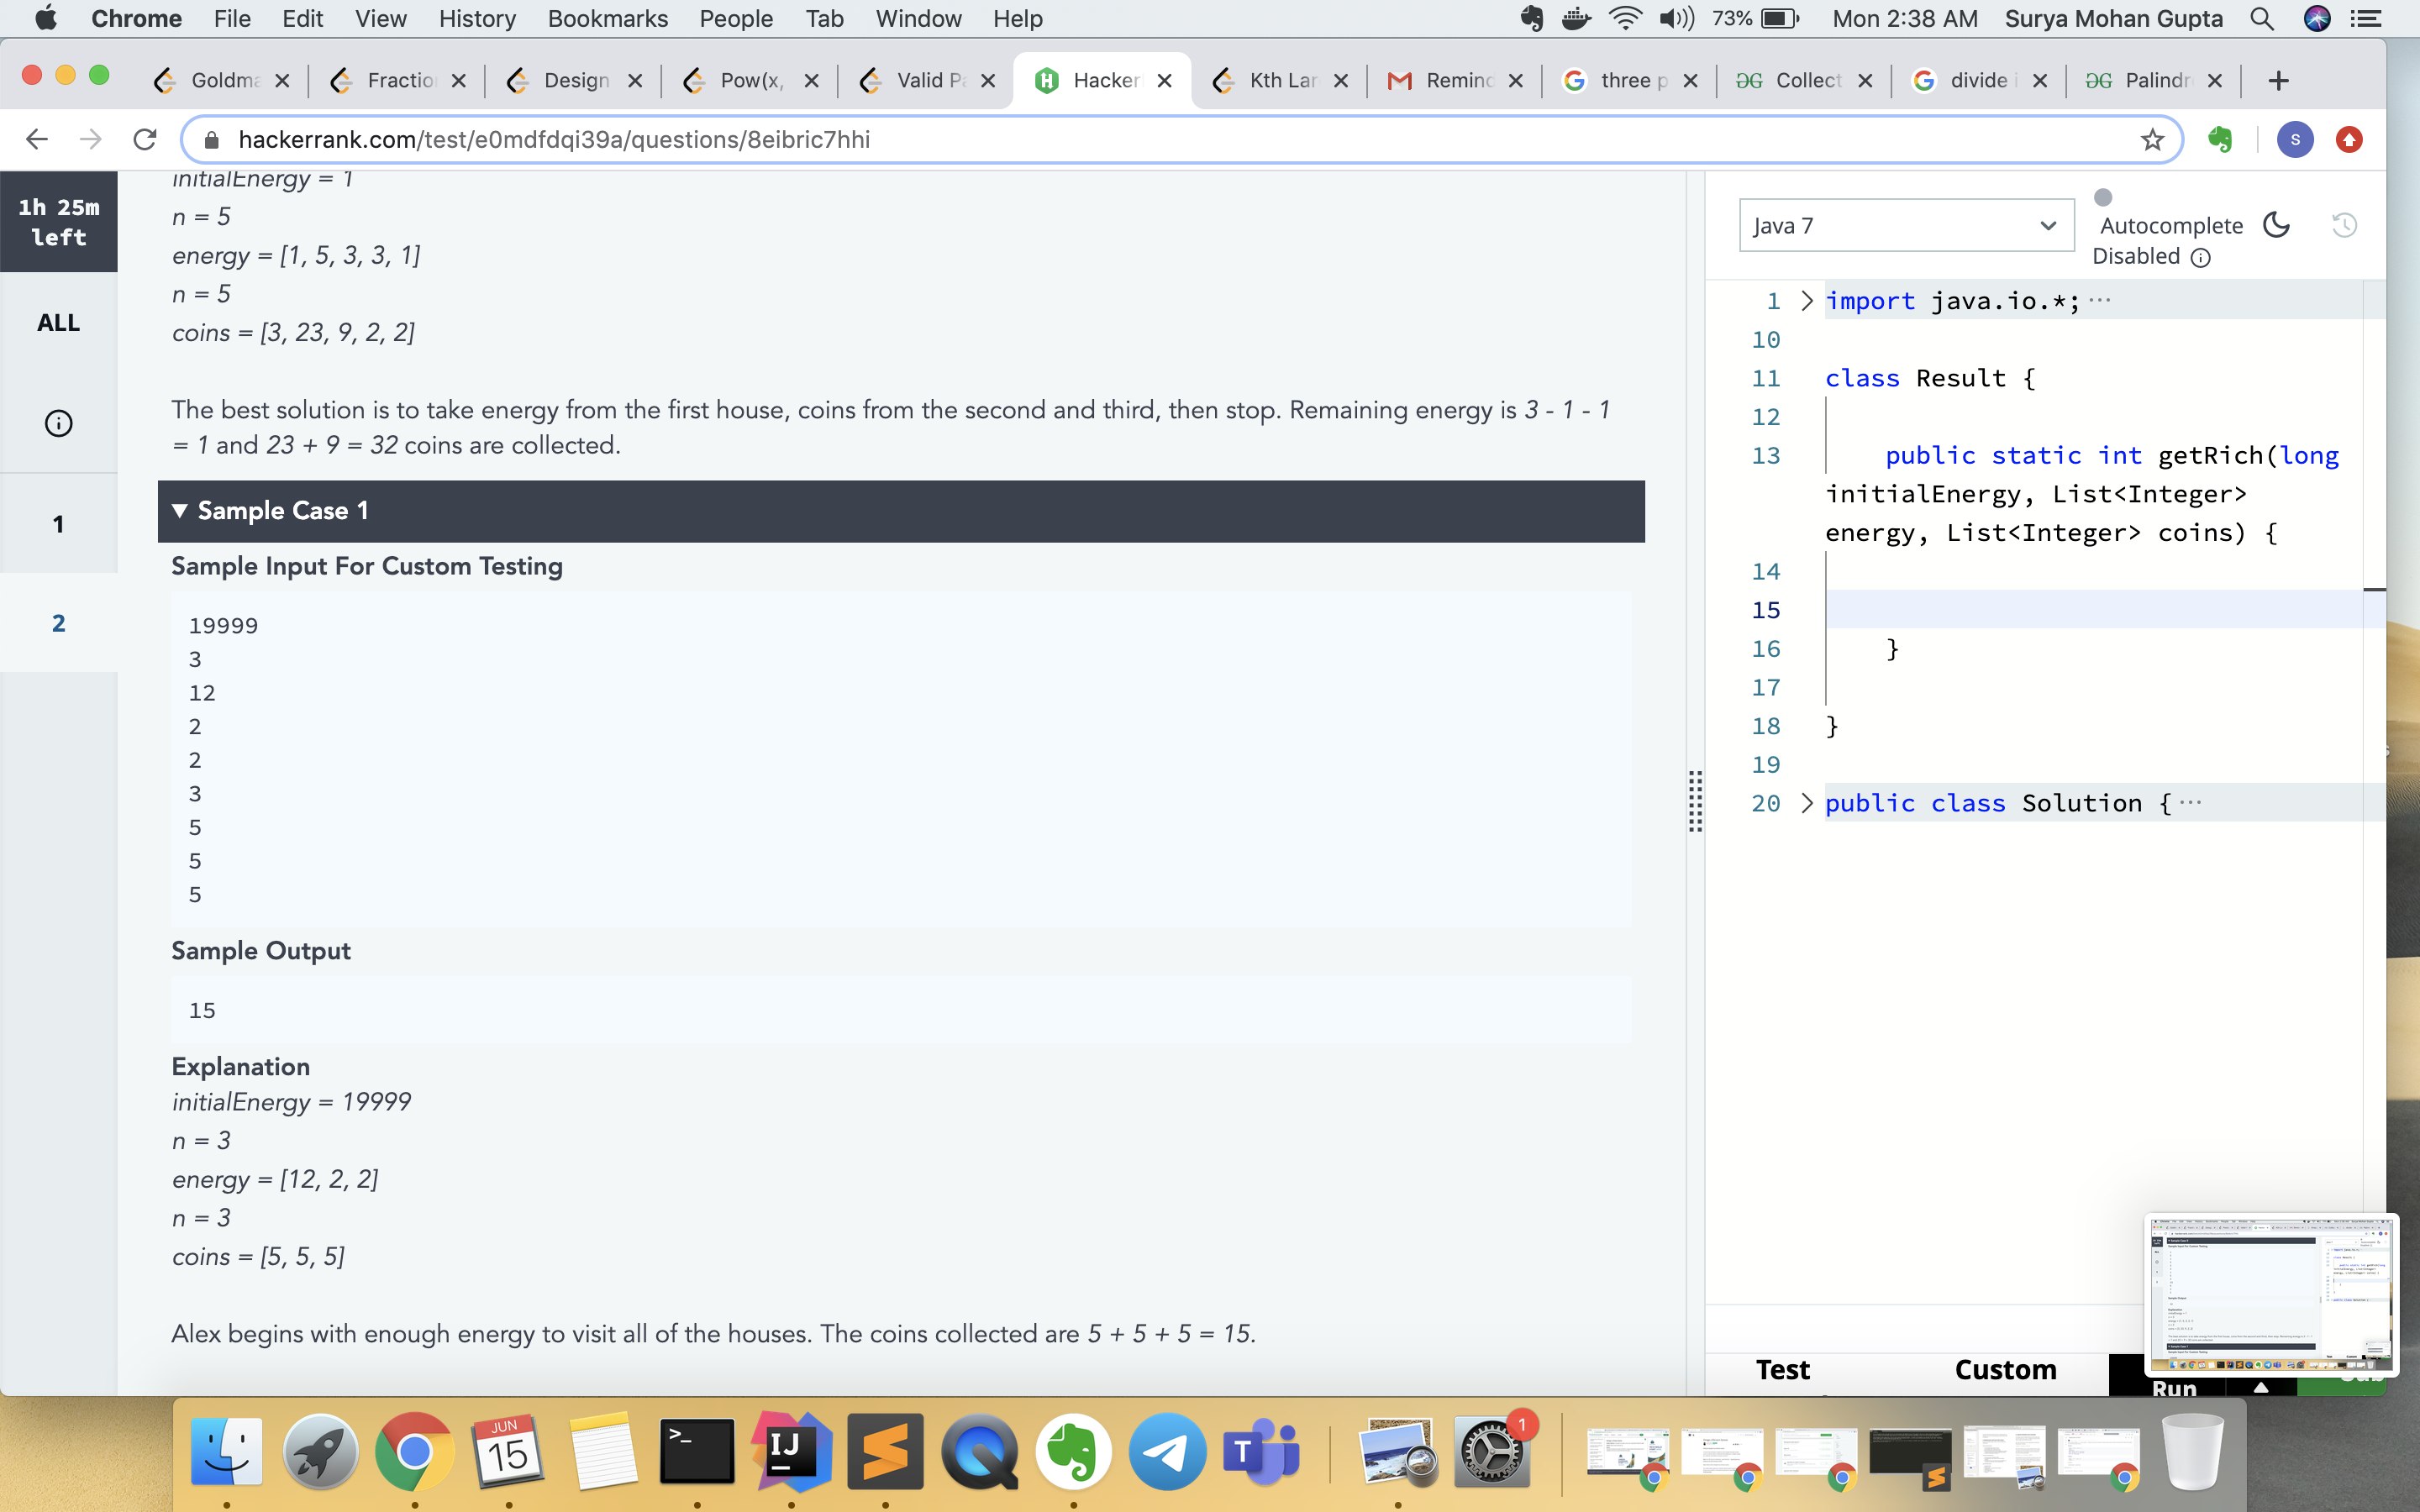 Chrome File Edit View History Bookmarks People Tab Window Help 73% Mon 2:38 AM Surya Mohan Gupta
Goldma Fractio Design Pow(x, Valid Pa Hacker Kth Lar Remind three p Collect divide i Palindr
hackerrank.com/test/e0mdfdqi39a/questions/8eibric7hhi S
1h 25m
left
ALL
1
2
initialEnergy = 1
n = 5
energy = [1, 5, 3, 3, 1]
n = 5
coins = [3, 23, 9, 2, 2]
The best solution is to take energy from the first house, coins from the second and third, then stop. Remaining energy is 3 - 1 - 1
= 1 and 23 + 9 = 32 coins are collected.
▼ Sample Case 1
Sample Input For Custom Testing
19999
3
12
2
2
3
5
5
5
Sample Output
15
Explanation
initialEnergy = 19999
n = 3
energy = [12, 2, 2]
n = 3
coins = [5, 5, 5]
Alex begins with enough energy to visit all of the houses. The coins collected are 5 + 5 + 5 = 15.
Java 7
Autocomplete
Disabled
1 > import java.io.*; ···
10
11 class Result {
12
13 public static int getRich(long
initialEnergy, List<Integer>
energy, List<Integer> coins) {
14
15
16 }
17
18 }
19
20 > public class Solution { ···
Test Custom
Run
JUN
15
>_
IJ
T
1